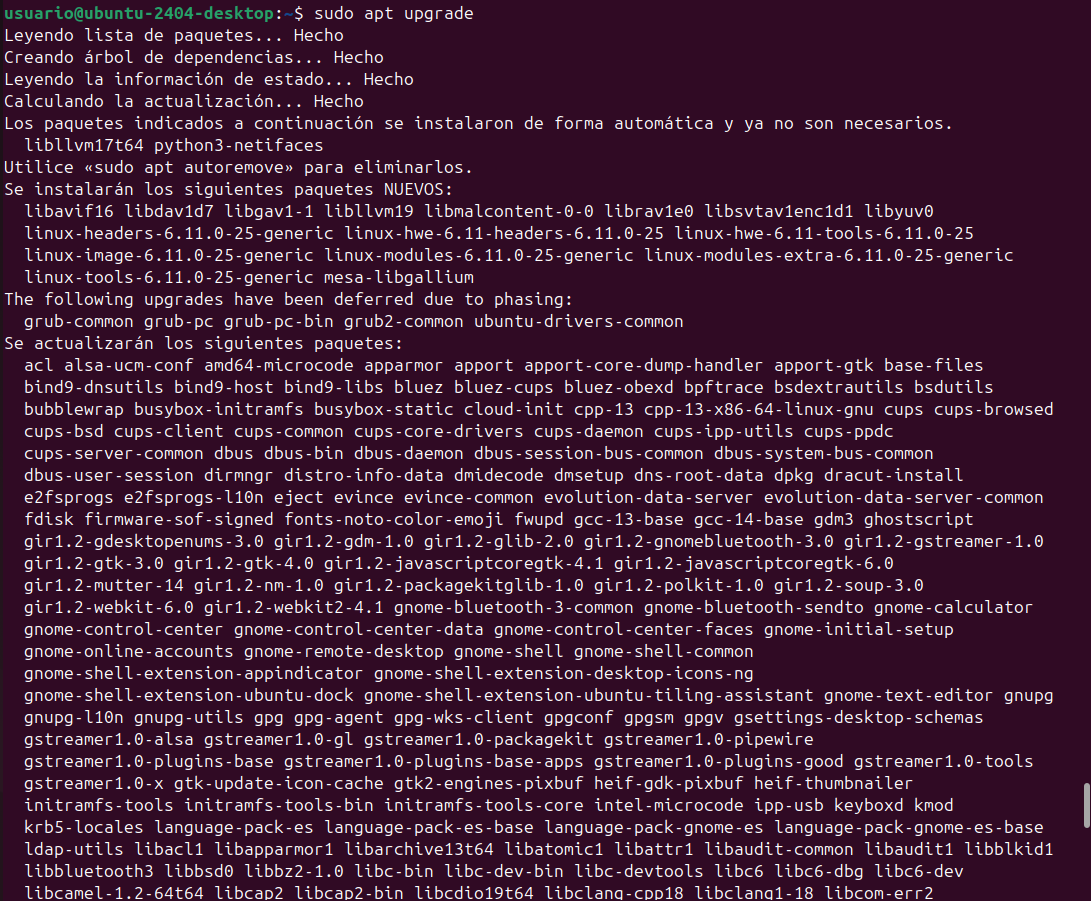 usuario@ubuntu-2404-desktop:~$ sudo apt upgrade
Leyendo lista de paquetes... Hecho
Creando árbol de dependencias... Hecho
Leyendo la información de estado... Hecho
Calculando la actualización... Hecho
Los paquetes indicados a continuación se instalaron de forma automática y ya no son necesarios.
libllvm17t64 python3-netifaces
Utilice «sudo apt autoremove» para eliminarlos.
Se instalarán los siguientes paquetes NUEVOS:
libavif16 libdav1d7 libgav1-1 libllvm19 libmalcontent-0-0 librav1e0 libsvtav1enc1d1 libyuv0
linux-headers-6.11.0-25-generic linux-hwe-6.11-headers-6.11.0-25 linux-hwe-6.11-tools-6.11.0-25
linux-image-6.11.0-25-generic linux-modules-6.11.0-25-generic linux-modules-extra-6.11.0-25-generic
linux-tools-6.11.0-25-generic mesa-libgallium
The following upgrades have been deferred due to phasing:
grub-common grub-pc grub-pc-bin grub2-common ubuntu-drivers-common
Se actualizarán los siguientes paquetes:
acl alsa-ucm-conf amd64-microcode apparmor apport apport-core-dump-handler apport-gtk base-files
bind9-dnsutils bind9-host bind9-libs bluez bluez-cups bluez-obexd bpftrace bsdextrautils bsdutils
bubblewrap busybox-initramfs busybox-static cloud-init cpp-13 cpp-13-x86-64-linux-gnu cups cups-browsed
cups-bsd cups-client cups-common cups-core-drivers cups-daemon cups-ipp-utils cups-ppdc
cups-server-common dbus dbus-bin dbus-daemon dbus-session-bus-common dbus-system-bus-common
dbus-user-session dirmngr distro-info-data dmidecode dmsetup dns-root-data dpkg dracut-install
e2fsprogs e2fsprogs-l10n eject evince evince-common evolution-data-server evolution-data-server-common
fdisk firmware-sof-signed fonts-noto-color-emoji fwupd gcc-13-base gcc-14-base gdm3 ghostscript
gir1.2-gdesktopenums-3.0 gir1.2-gdm-1.0 gir1.2-glib-2.0 gir1.2-gnomebluetooth-3.0 gir1.2-gstreamer-1.0
gir1.2-gtk-3.0 gir1.2-gtk-4.0 gir1.2-javascriptcoregtk-4.1 gir1.2-javascriptcoregtk-6.0
gir1.2-mutter-14 gir1.2-nm-1.0 gir1.2-packagekitglib-1.0 gir1.2-polkit-1.0 gir1.2-soup-3.0
gir1.2-webkit-6.0 gir1.2-webkit2-4.1 gnome-bluetooth-3-common gnome-bluetooth-sendto gnome-calculator
gnome-control-center gnome-control-center-data gnome-control-center-faces gnome-initial-setup
gnome-online-accounts gnome-remote-desktop gnome-shell gnome-shell-common
gnome-shell-extension-appindicator gnome-shell-extension-desktop-icons-ng
gnome-shell-extension-ubuntu-dock gnome-shell-extension-ubuntu-tiling-assistant gnome-text-editor gnupg
gnupg-l10n gnupg-utils gpg gpg-agent gpg-wks-client gpgconf gpgsm gpgv gsettings-desktop-schemas
gstreamer1.0-alsa gstreamer1.0-gl gstreamer1.0-packagekit gstreamer1.0-pipewire
gstreamer1.0-plugins-base gstreamer1.0-plugins-base-apps gstreamer1.0-plugins-good gstreamer1.0-tools
gstreamer1.0-x gtk-update-icon-cache gtk2-engines-pixbuf heif-gdk-pixbuf heif-thumbnailer
initramfs-tools initramfs-tools-bin initramfs-tools-core intel-microcode ipp-usb keyboxd kmod
krb5-locales language-pack-es language-pack-es-base language-pack-gnome-es language-pack-gnome-es-base
ldap-utils libacl1 libapparmor1 libarchive13t64 libatomic1 libattr1 libaudit-common libaudit1 libblkid1
libbluetooth3 libbsd0 libbz2-1.0 libc-bin libc-dev-bin libc-devtools libc6 libc6-dbg libc6-dev
libcamel-1.2-64t64 libcap2 libcap2-bin libcdio19t64 libclang-cpp18 libclang1-18 libcom-err2